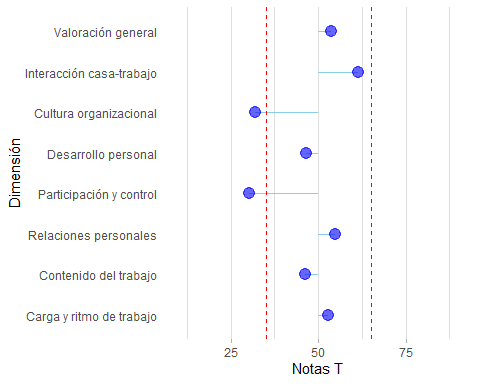 Valoración general
Interacción casa-trabajo
Cultura organizacional
Desarrollo personal
Participación y control
Relaciones personales
Contenido del trabajo
Carga y ritmo de trabajo
Dimensión
25 50 75
Notas T